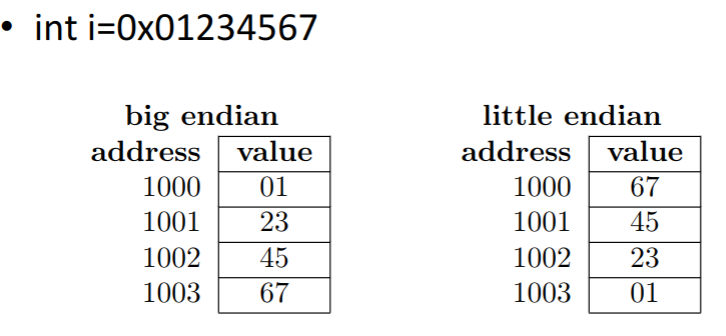 • int i=0x01234567
big endian little endian
address value address value
1000 01 1000 67
1001 23 1001 45
1002 45 1002 23
1003 67 1003 01